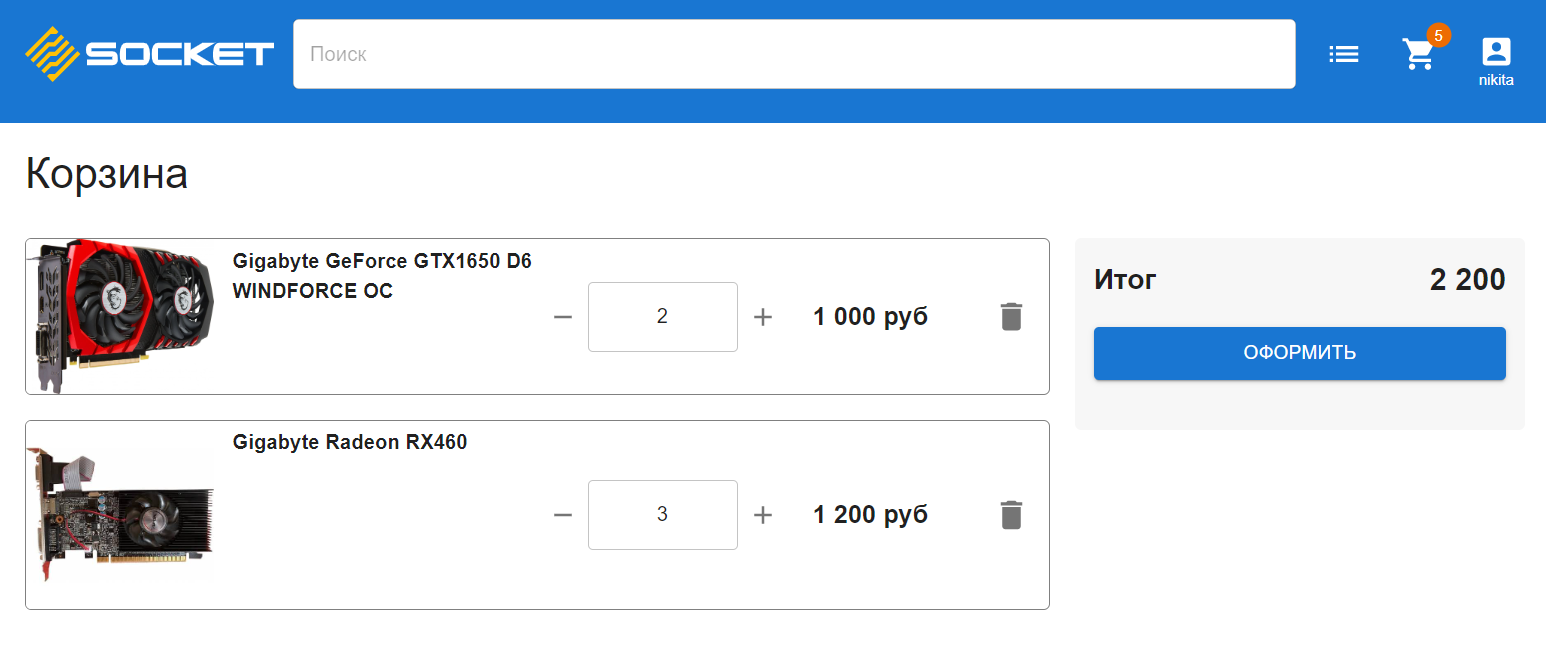 SOCKET
Поиск
5
nikita
Корзина
Gigabyte GeForce GTX1650 D6
WINDFORCE OC
2
1 000 руб
Gigabyte Radeon RX460
3
1 200 руб
Итог
2 200
ОФОРМИТЬ